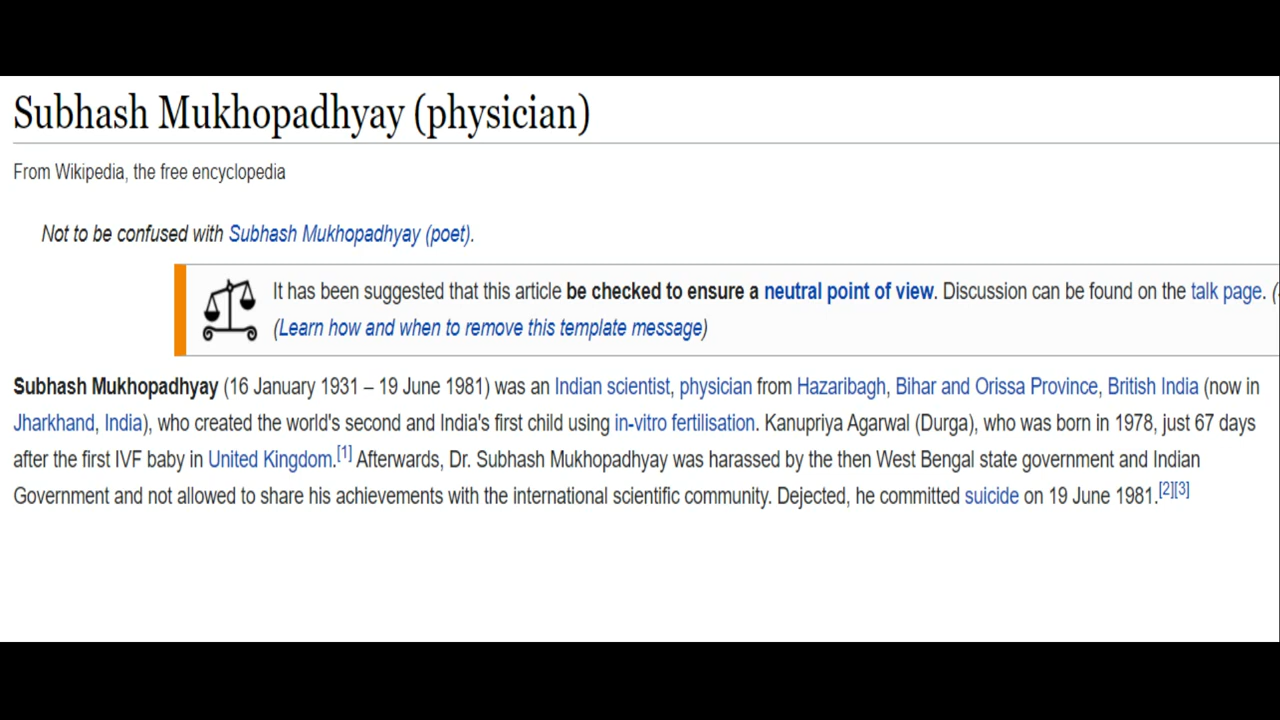 Subhash Mukhopadhyay (physician)
From Wikipedia, the free encyclopedia
Not to be confused with Subhash Mukhopadhyay (poet).
It has been suggested that this article be checked to ensure a neutral point of view. Discussion can be found on the talk page. (
(Learn how and when to remove this template message)
Subhash Mukhopadhyay (16 January 1931 – 19 June 1981) was an Indian scientist, physician from Hazaribagh, Bihar and Orissa Province, British India (now in
Jharkhand, India), who created the world's second and India's first child using in-vitro fertilisation. Kanupriya Agarwal (Durga), who was born in 1978, just 67 days
after the first IVF baby in United Kingdom.[1] Afterwards, Dr. Subhash Mukhopadhyay was harassed by the then West Bengal state government and Indian
Government and not allowed to share his achievements with the international scientific community. Dejected, he committed suicide on 19 June 1981.[2][3]